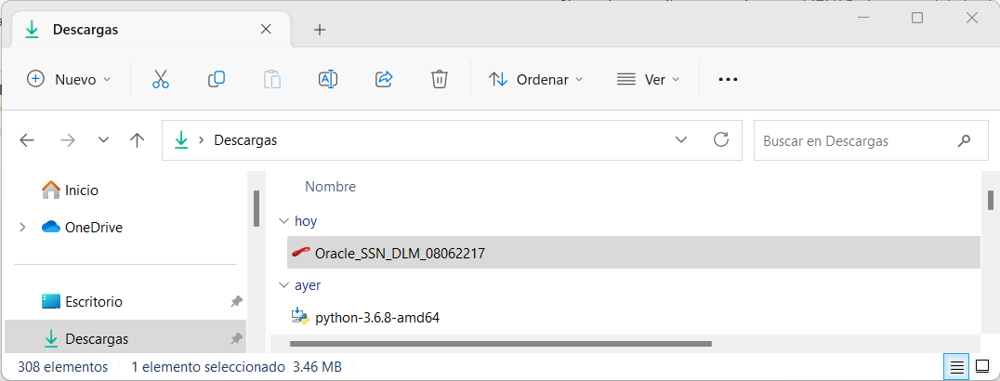 Descargas
Nuevo Ordenar Ver
Descargas Buscar en Descargas
Inicio
OneDrive
Escritorio
Descargas
Nombre
hoy
Oracle_SSN_DLM_08062217
ayer
python-3.6.8-amd64
308 elementos 1 elemento seleccionado 3.46 MB